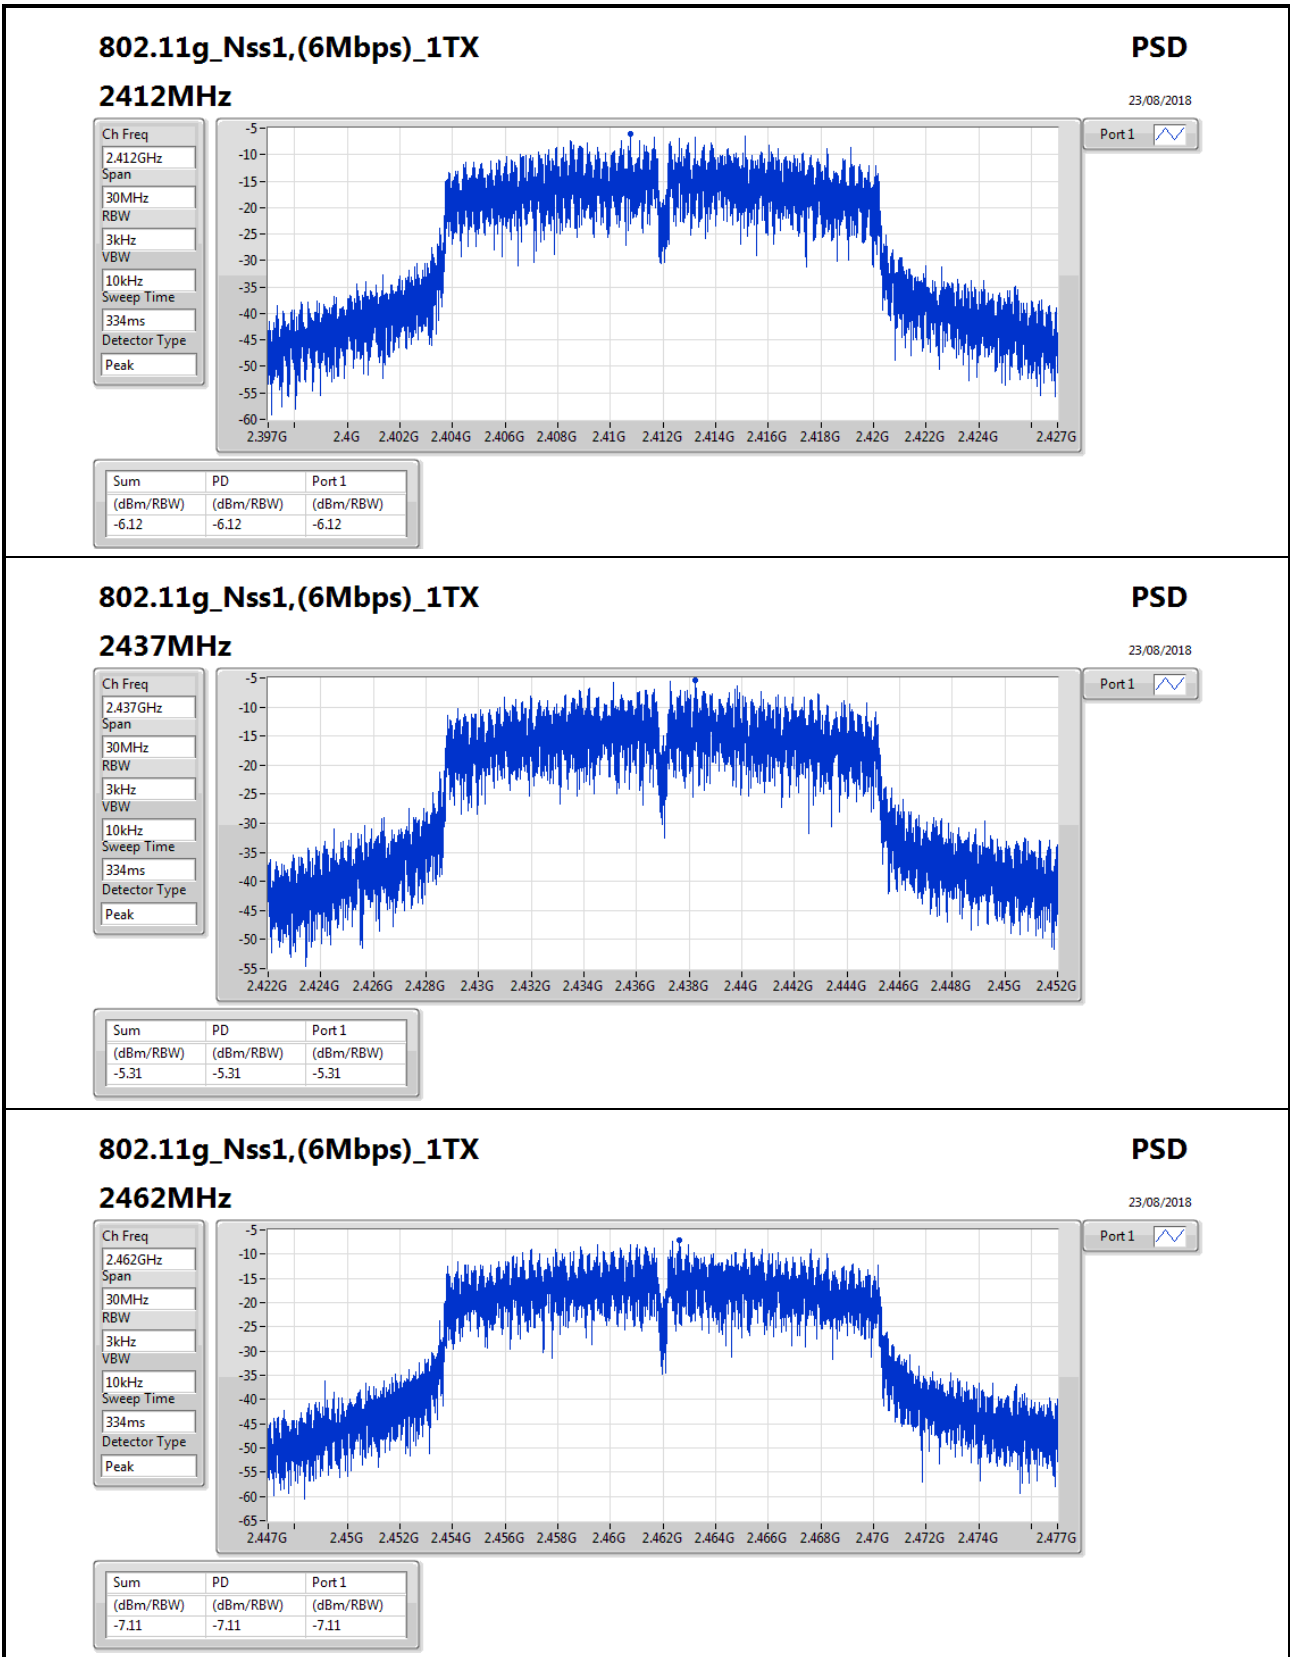 802.11g_Nss1,(6Mbps)_1TX PSD
2412MHz 23/08/2018
Ch Freq
2.412GHz
Span
30MHz
RBW
3kHz
VBW
10kHz
Sweep Time
334ms
Detector Type
Peak
-5
-10
-15
-20
-25
-30
-35
-40
-45
-50
-55
-60
2.397G 2.4G 2.402G 2.404G 2.406G 2.408G 2.41G 2.412G 2.414G 2.416G 2.418G 2.42G 2.422G 2.424G 2.427G
Port 1
Sum PD Port 1
(dBm/RBW) (dBm/RBW) (dBm/RBW)
-6.12 -6.12 -6.12
802.11g_Nss1,(6Mbps)_1TX PSD
2437MHz 23/08/2018
Ch Freq
2.437GHz
Span
30MHz
RBW
3kHz
VBW
10kHz
Sweep Time
334ms
Detector Type
Peak
-5
-10
-15
-20
-25
-30
-35
-40
-45
-50
-55
2.422G 2.424G 2.426G 2.428G 2.43G 2.432G 2.434G 2.436G 2.438G 2.44G 2.442G 2.444G 2.446G 2.448G 2.45G 2.452G
Port 1
Sum PD Port 1
(dBm/RBW) (dBm/RBW) (dBm/RBW)
-5.31 -5.31 -5.31
802.11g_Nss1,(6Mbps)_1TX PSD
2462MHz 23/08/2018
Ch Freq
2.462GHz
Span
30MHz
RBW
3kHz
VBW
10kHz
Sweep Time
334ms
Detector Type
Peak
-5
-10
-15
-20
-25
-30
-35
-40
-45
-50
-55
-60
-65
2.447G 2.45G 2.452G 2.454G 2.456G 2.458G 2.46G 2.462G 2.464G 2.466G 2.468G 2.47G 2.472G 2.474G 2.477G
Port 1
Sum PD Port 1
(dBm/RBW) (dBm/RBW) (dBm/RBW)
-7.11 -7.11 -7.11